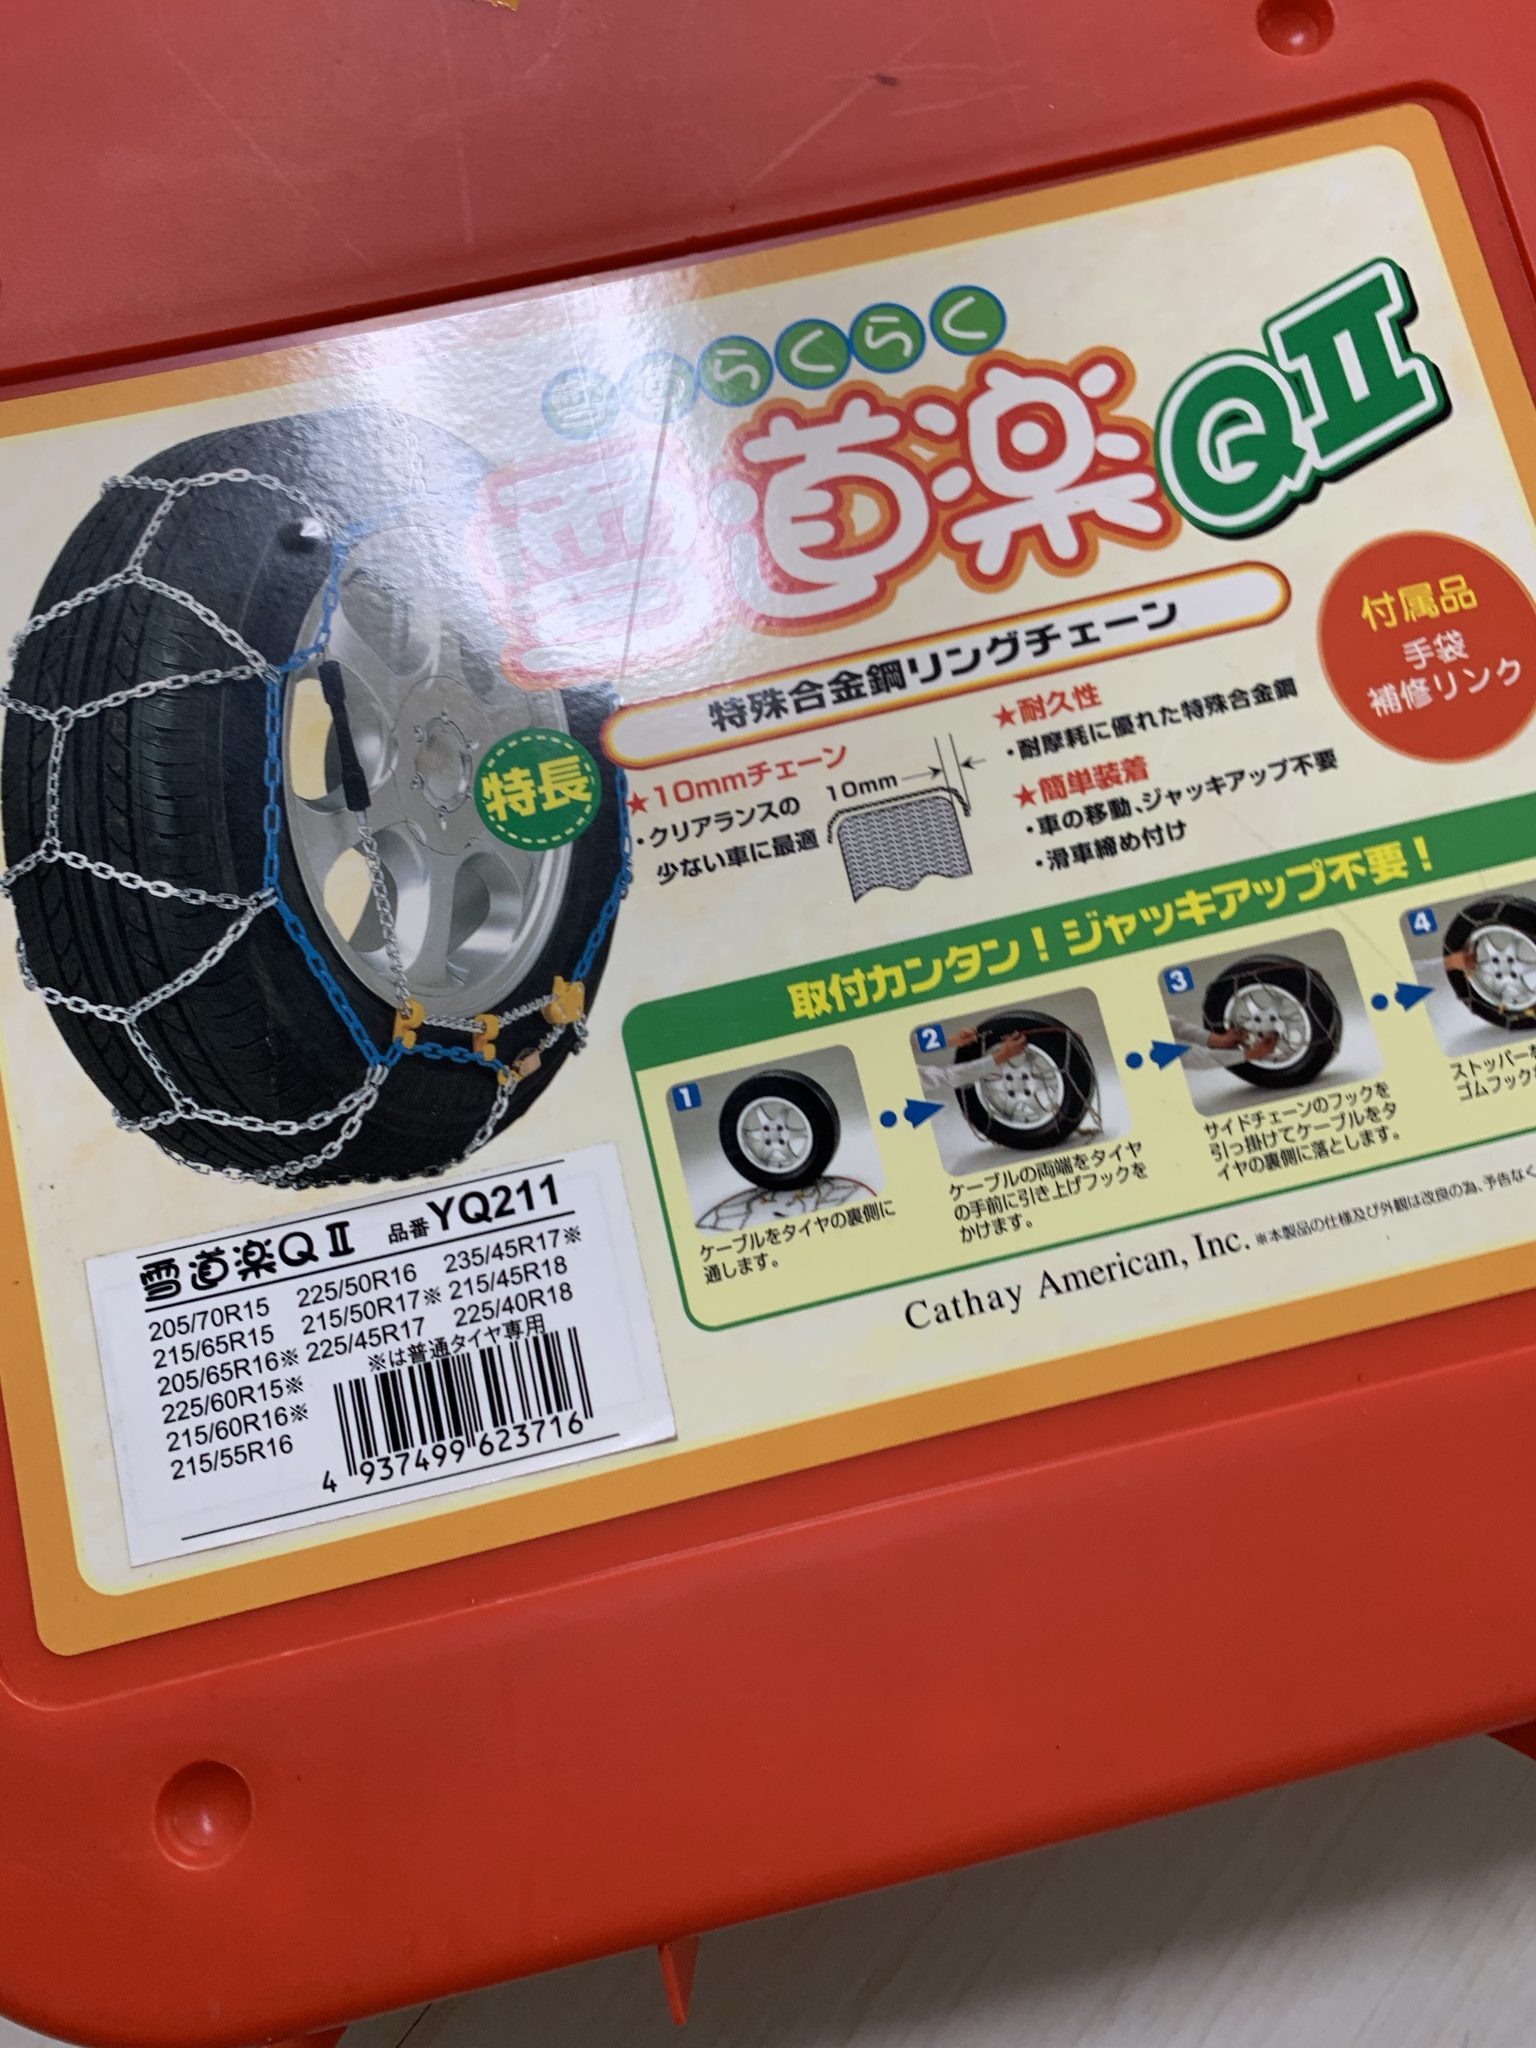 雪道らくらく
雪道楽QⅡ
特殊合金鋼リングチェーン
付属品
手袋
補修リンク
特長
★10mmチェーン
・クリアランスの
少ない車に最適
10mm
★耐久性
・耐摩耗に優れた特殊合金鋼
★簡単装着
・車の移動、ジャッキアップ不要
・滑車締め付け
取付カンタン！ジャッキアップ不要！
1
ケーブルをタイヤの裏側に
通します。
2
ケーブルの両端をタイヤ
の手前に引き上げフックを
かけます。
3
サイドチェーンのフックを
引っ掛けてケーブルをタ
イヤの裏側に落とします。
4
ストッパーを
ゴムフック
Cathay American, Inc.
※本製品の仕様及び外観は改良の為、予告なく
雪道楽QⅡ 品番YQ211
205/70R15 225/50R16 235/45R17※
215/65R15 215/50R17※ 215/45R18
205/65R16※ 225/45R17 225/40R18
225/60R15※ ※は普通タイヤ専用
215/60R16※
215/55R16
4 937499 623716